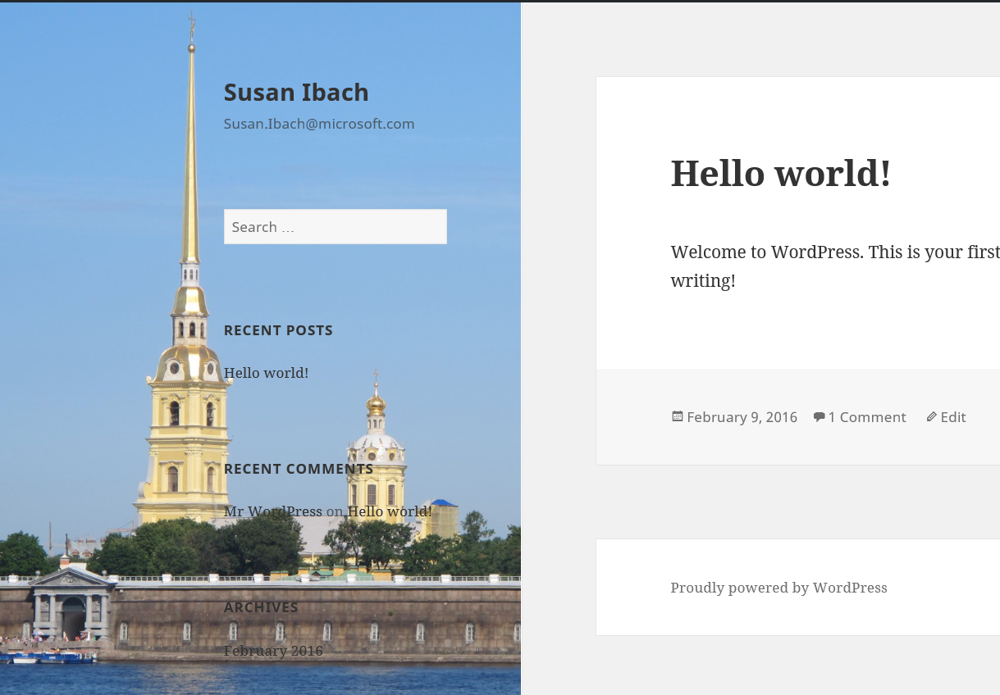 Susan Ibach
Susan.Ibach@microsoft.com
Search ...
RECENT POSTS
Hello world!
RECENT COMMENTS
Mr WordPress on Hello world!
ARCHIVES
February 2016
Hello world!
Welcome to WordPress. This is your first
writing!
February 9, 2016 1 Comment Edit
Proudly powered by WordPress